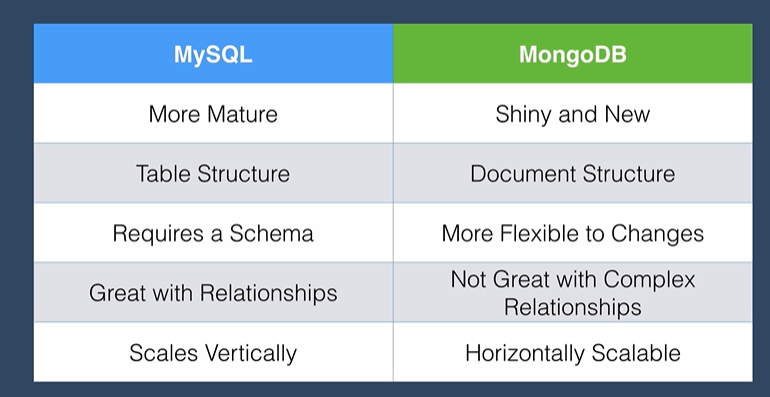 MySQL
MongoDB
More Mature
Shiny and New
Table Structure
Document Structure
Requires a Schema
More Flexible to Changes
Great with Relationships
Not Great with Complex
Relationships
Scales Vertically
Horizontally Scalable